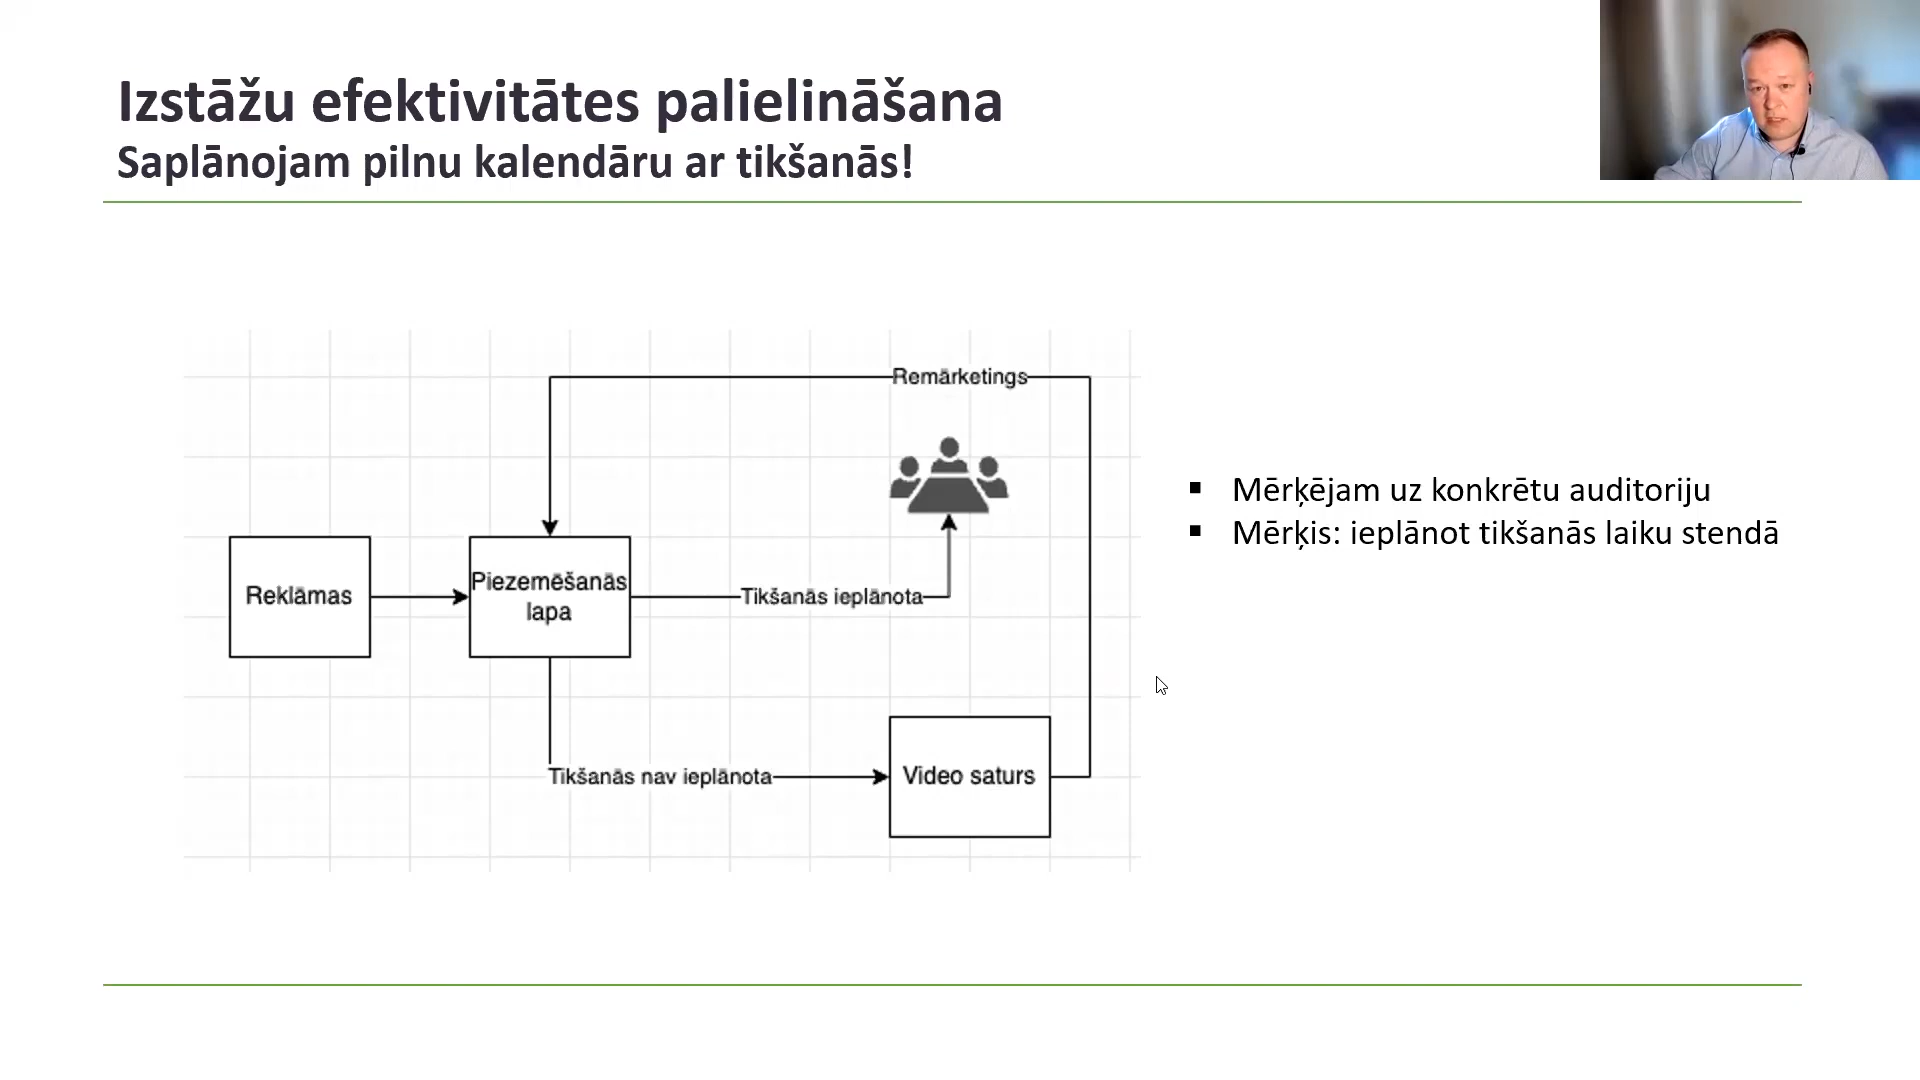 Izstāžu efektivitātes palielināšana
Saplānojam pilnu kalendāru ar tikšanās!
Remārketings
Mērķējam uz konkrētu auditoriju
Mērķis: ieplānot tikšanās laiku stendā
Reklāmas
Piezemēšanās
lapa
Tikšanās ieplānota
Tikšanās nav ieplānota
Video saturs